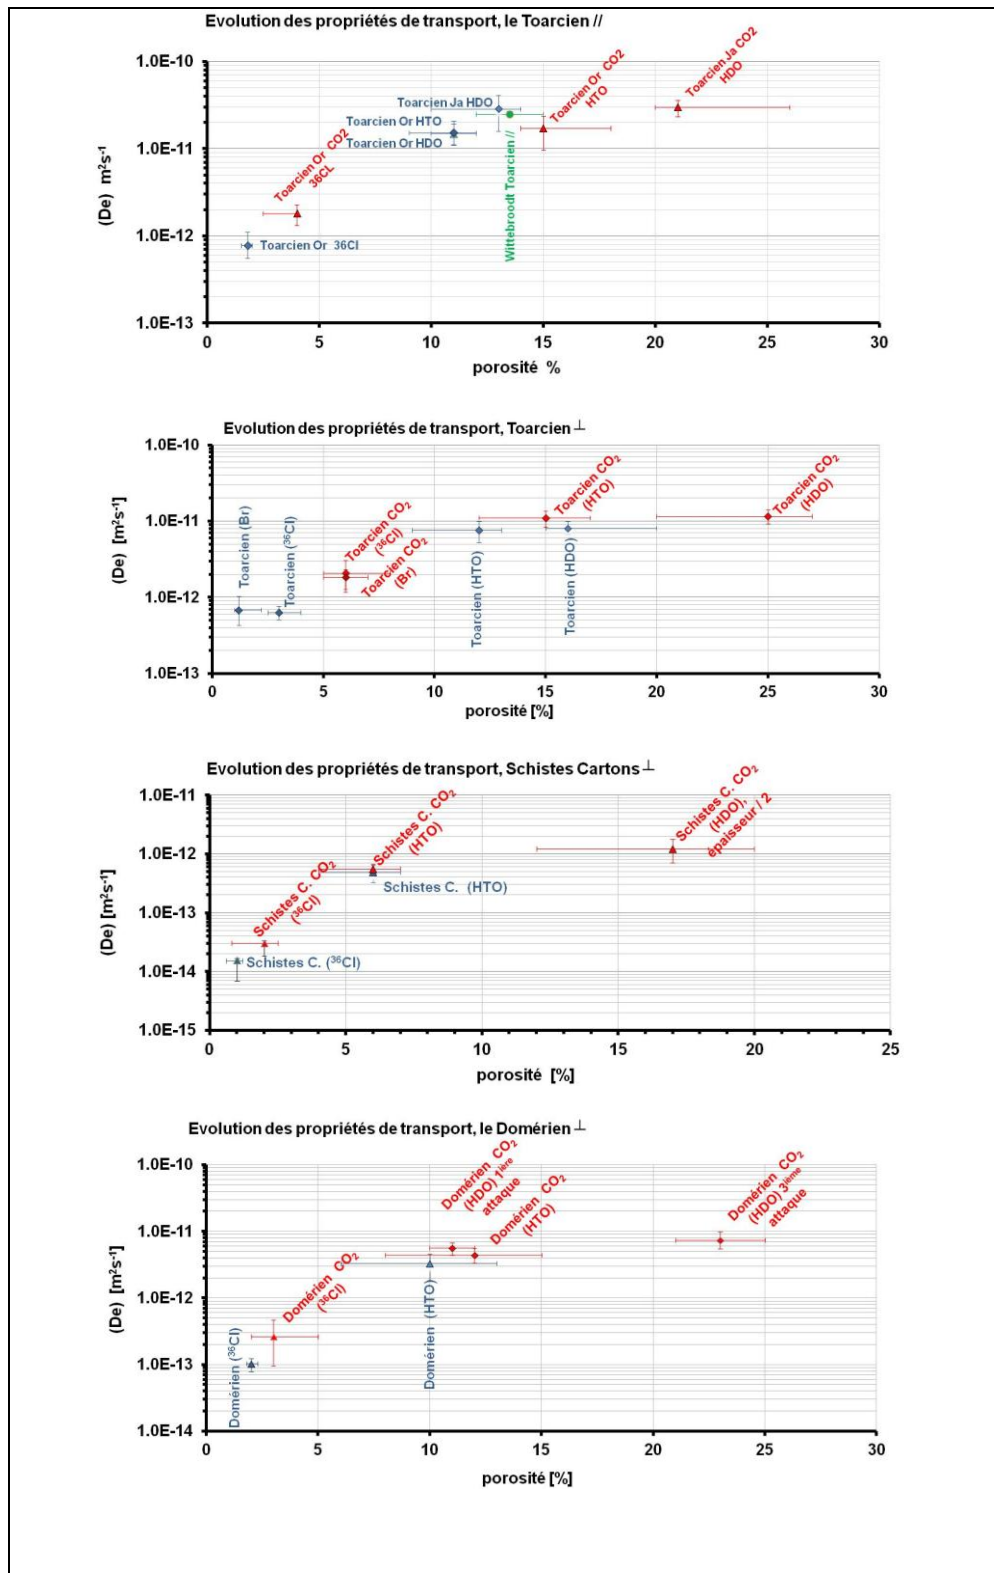 Evolution des propriétés de transport, le Toarcien //
1.0E-10
1.0E-11
1.0E-12
1.0E-13
(De) m²s⁻¹
Toarcien Or CO2
36CL
Toarcien Or 36Cl
Toarcien Ja HDO
Toarcien Or HTO
Toarcien Or HDO
Wittebroodt Toarcien //
Toarcien Or CO2
HTO
Toarcien Ja CO2
HDO
0 5 10 15 20 25 30
porosité %
Evolution des propriétés de transport, Toarcien ⊥
1.0E-10
1.0E-11
1.0E-12
1.0E-13
(De) [m²s⁻¹]
Toarcien (Br)
Toarcien (³⁶Cl)
Toarcien CO₂
(³⁶Cl)
Toarcien CO₂
(Br)
Toarcien (HTO)
Toarcien CO₂
(HTO)
Toarcien (HDO)
Toarcien CO₂
(HDO)
0 5 10 15 20 25 30
porosité [%]
Evolution des propriétés de transport, Schistes Cartons ⊥
1.0E-11
1.0E-12
1.0E-13
1.0E-14
1.0E-15
(De) [m²s⁻¹]
Schistes C. CO₂
(³⁶Cl)
Schistes C. (³⁶Cl)
Schistes C. CO₂
(HTO)
Schistes C. (HTO)
Schistes C. CO₂
(HDO),
épaisseur / 2
0 5 10 15 20 25
porosité [%]
Evolution des propriétés de transport, le Domérien ⊥
1.0E-10
1.0E-11
1.0E-12
1.0E-13
1.0E-14
(De) [m²s⁻¹]
Domérien (³⁶Cl)
Domérien CO₂
(³⁶Cl)
Domérien (HTO)
Domérien CO₂
(HDO) 1ⁱᵉʳᵉ
attaque
Domérien CO₂
(HTO)
Domérien CO₂
(HDO) 3ⁱᵉᵐᵉ
attaque
0 5 10 15 20 25 30
porosité [%]